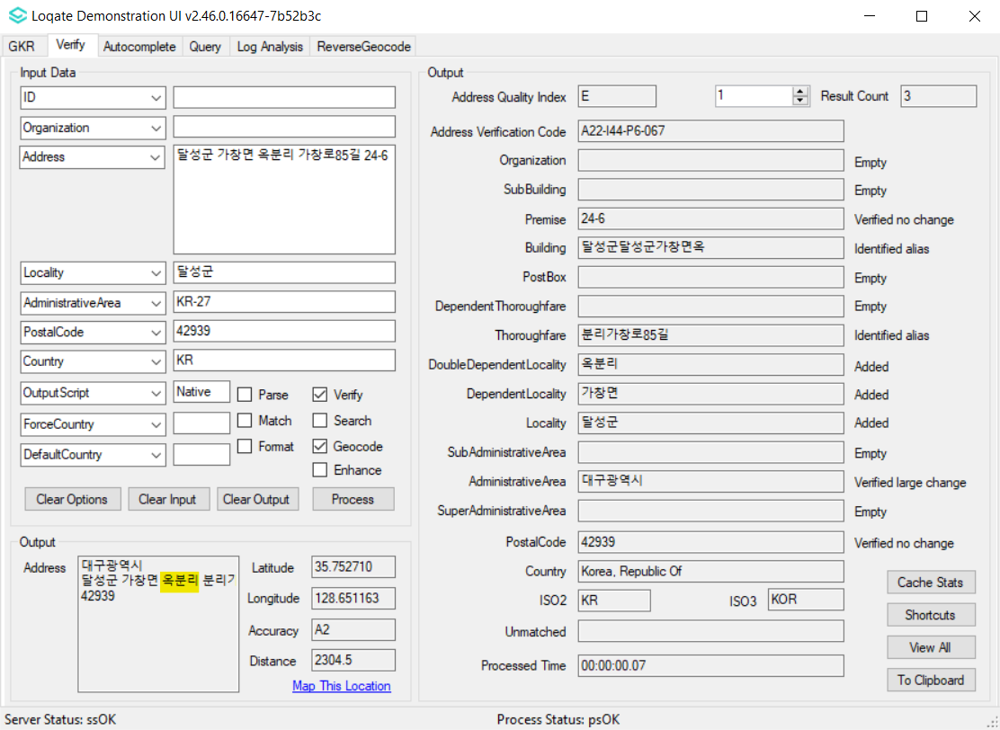 Loqate Demonstration UI v2.46.0.16647-7b52b3c
GKR Verify Autocomplete Query Log Analysis ReverseGeocode
Input Data
ID
Organization
Address 달성군 가창면 옥분리 가창로85길 24-6
Locality 달성군
AdministrativeArea KR-27
PostalCode 42939
Country KR
OutputScript Native Parse Verify
ForceCountry Match Search
DefaultCountry Format Geocode
Enhance
Clear Options Clear Input Clear Output Process
Output
Address 대구광역시
달성군 가창면 옥분리 분리
42939
Latitude 35.752710
Longitude 128.651163
Accuracy A2
Distance 2304.5
Map This Location
Output
Address Quality Index E 1 Result Count 3
Address Verification Code A22-I44-P6-067
Organization Empty
SubBuilding Empty
Premise 24-6 Verified no change
Building 달성군달성군가창면옥 Identified alias
PostBox Empty
DependentThoroughfare Empty
Thoroughfare 분리가창로85길 Identified alias
DoubleDependentLocality 옥분리 Added
DependentLocality 가창면 Added
Locality 달성군 Added
SubAdministrativeArea Empty
AdministrativeArea 대구광역시 Verified large change
SuperAdministrativeArea Empty
PostalCode 42939 Verified no change
Country Korea, Republic Of
ISO2 KR ISO3 KOR
Unmatched
Processed Time 00:00:00.07
Cache Stats
Shortcuts
View All
To Clipboard
Server Status: ssOK Process Status: psOK